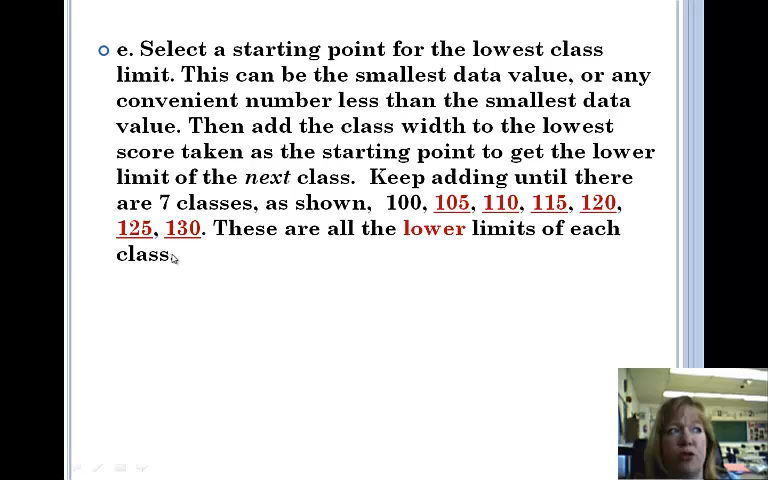 e. Select a starting point for the lowest class
limit. This can be the smallest data value, or any
convenient number less than the smallest data
value. Then add the class width to the lowest
score taken as the starting point to get the lower
limit of the next class. Keep adding until there
are 7 classes, as shown, 100, 105, 110, 115, 120,
125, 130. These are all the lower limits of each
class.